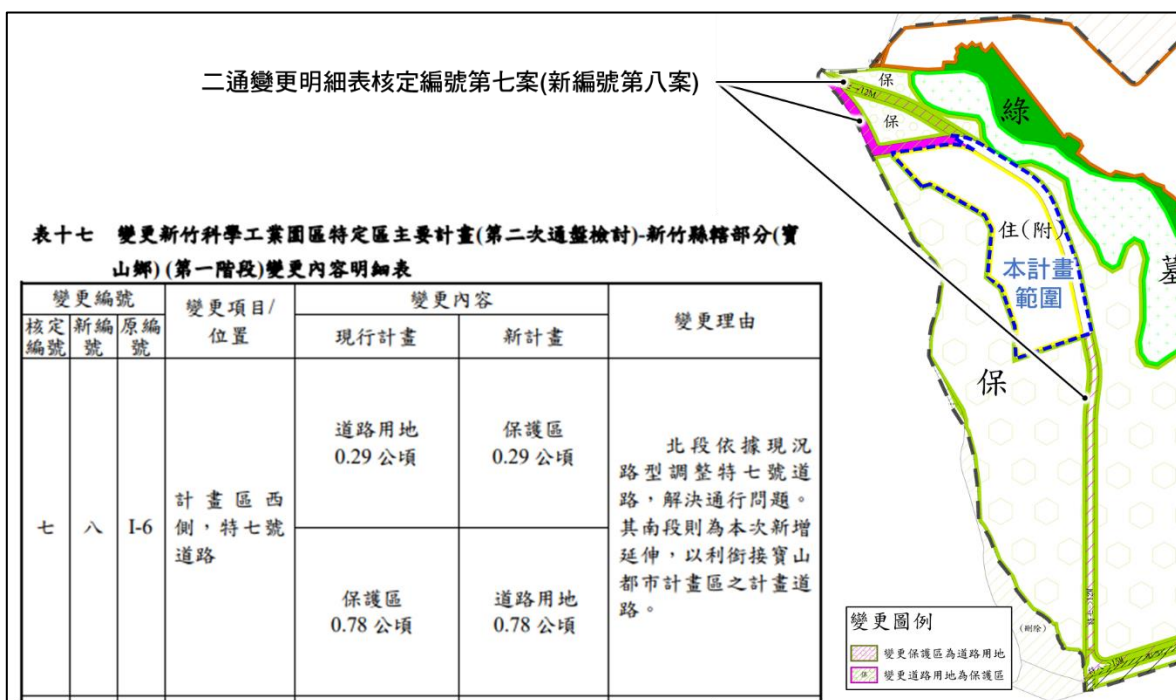 二通變更明細表核定編號第七案(新編號第八案)
表十七 變更新竹科學工業園區特定區主要計畫(第二次通盤檢討)-新竹縣轄部分(寶
山鄉)(第一階段)變更內容明細表
變更編號
核定
編號
新編
號
原編
號
變更項目/
位置
變更內容
現行計畫
新計畫
變更理由
七
八
I-6
計畫區西
側,特七號
道路
道路用地
0.29 公頃
保護區
0.29 公頃
保護區
0.78 公頃
道路用地
0.78 公頃
北段依據現況
路型調整特七號道
路,解決通行問題。
其南段則為本次新增
延伸,以利銜接寶山
都市計畫區之計畫道
路。
保
保
綠
住(附)
本計畫
範圍
墓
保
(刪除)
變更圖例
變更保護區為道路用地
保
變更道路用地為保護區